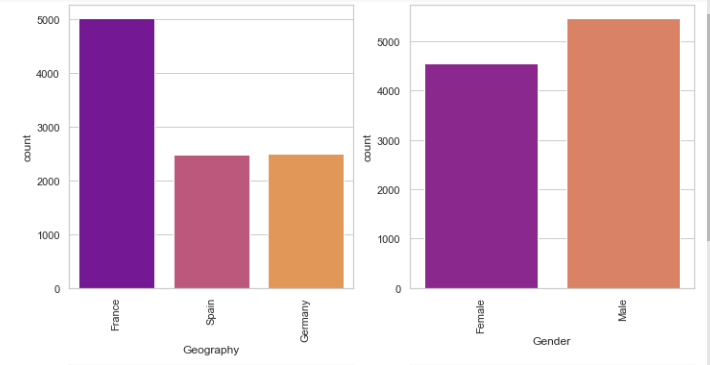 5000
4000
3000
2000
1000
0
count
France
Spain
Germany
Geography
5000
4000
3000
2000
1000
0
count
Female
Male
Gender